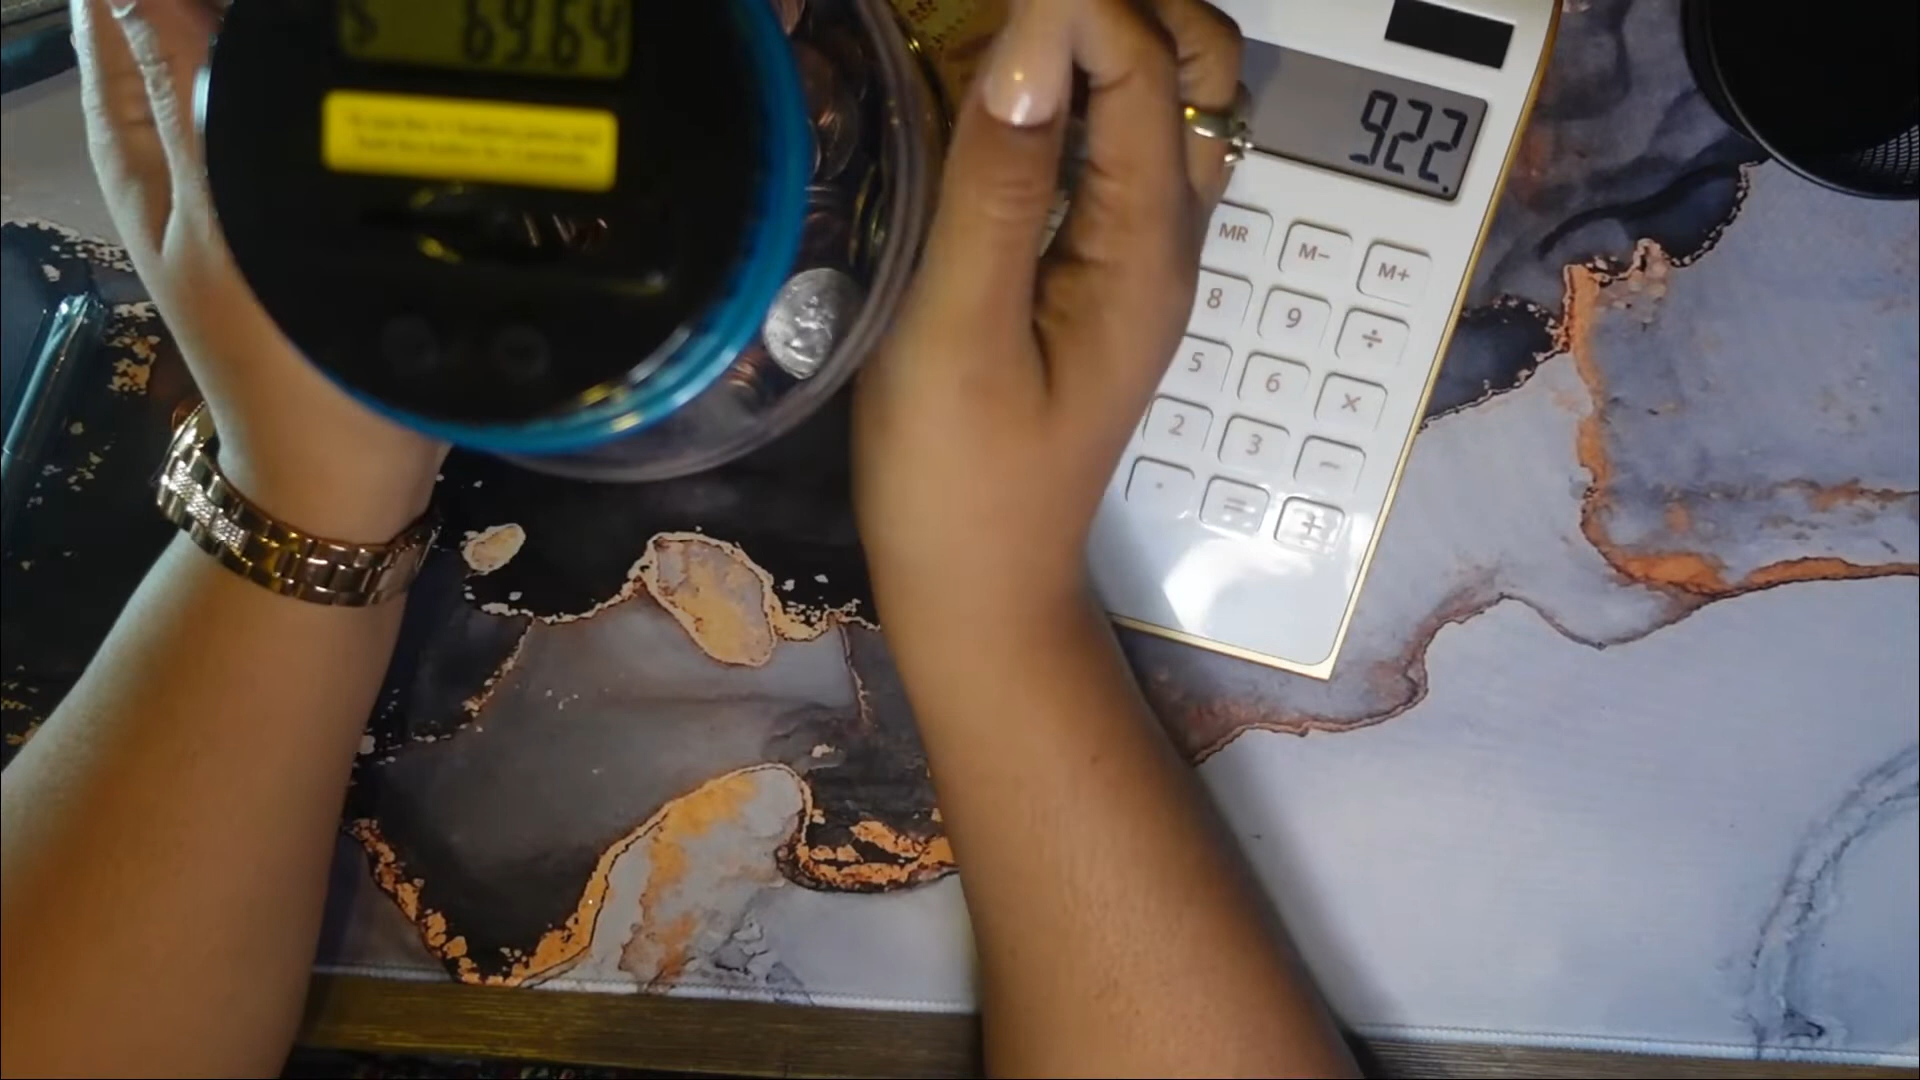 $ 69.64
922.
MR M- M+
8 9 ÷
5 6 ×
2 3 -
. = +